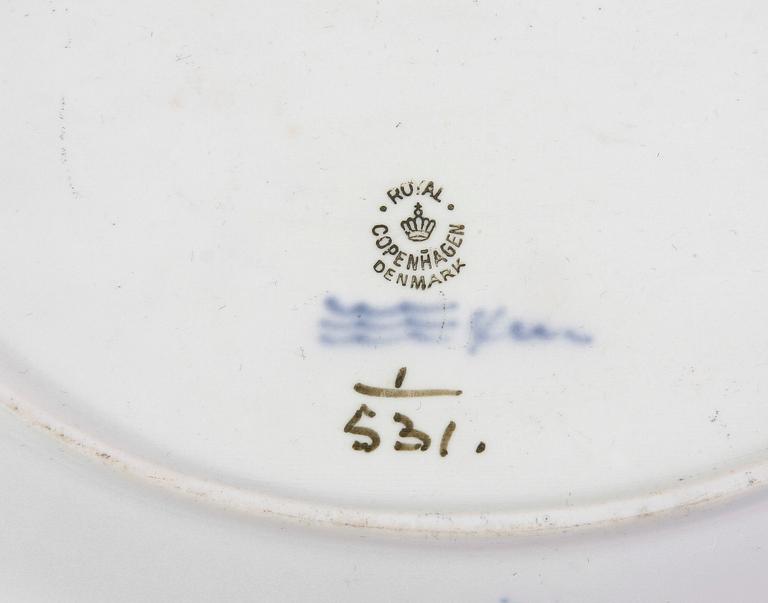 ROYAL
COPENHAGEN
DENMARK
1
531.